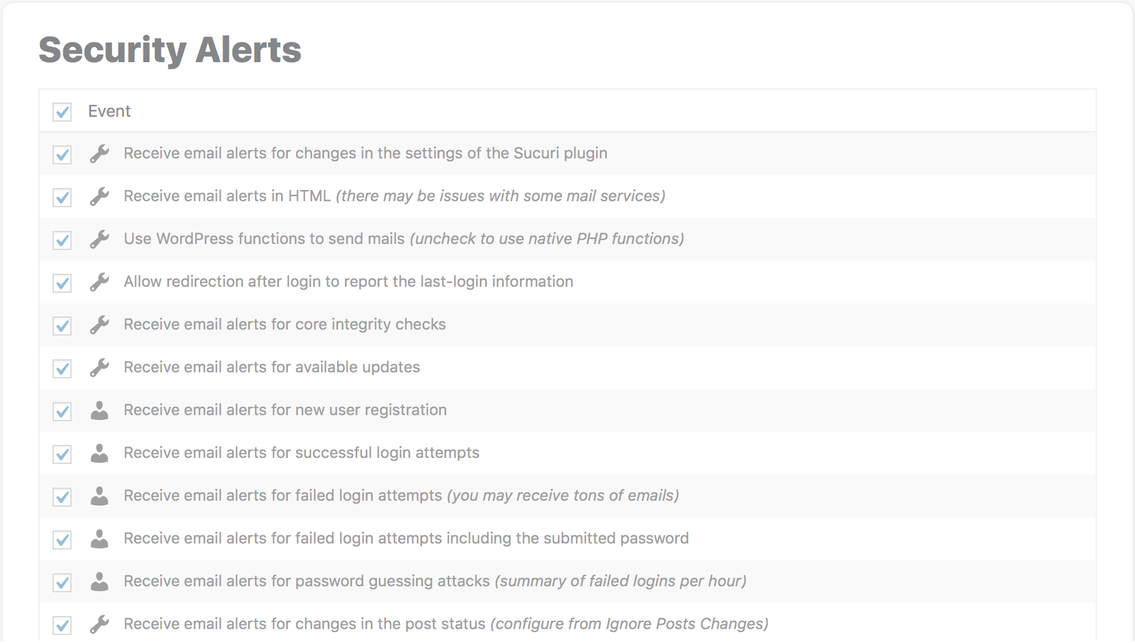 Security Alerts
Event
Receive email alerts for changes in the settings of the Sucuri plugin
Receive email alerts in HTML (there may be issues with some mail services)
Use WordPress functions to send mails (uncheck to use native PHP functions)
Allow redirection after login to report the last-login information
Receive email alerts for core integrity checks
Receive email alerts for available updates
Receive email alerts for new user registration
Receive email alerts for successful login attempts
Receive email alerts for failed login attempts (you may receive tons of emails)
Receive email alerts for failed login attempts including the submitted password
Receive email alerts for password guessing attacks (summary of failed logins per hour)
Receive email alerts for changes in the post status (configure from Ignore Posts Changes)